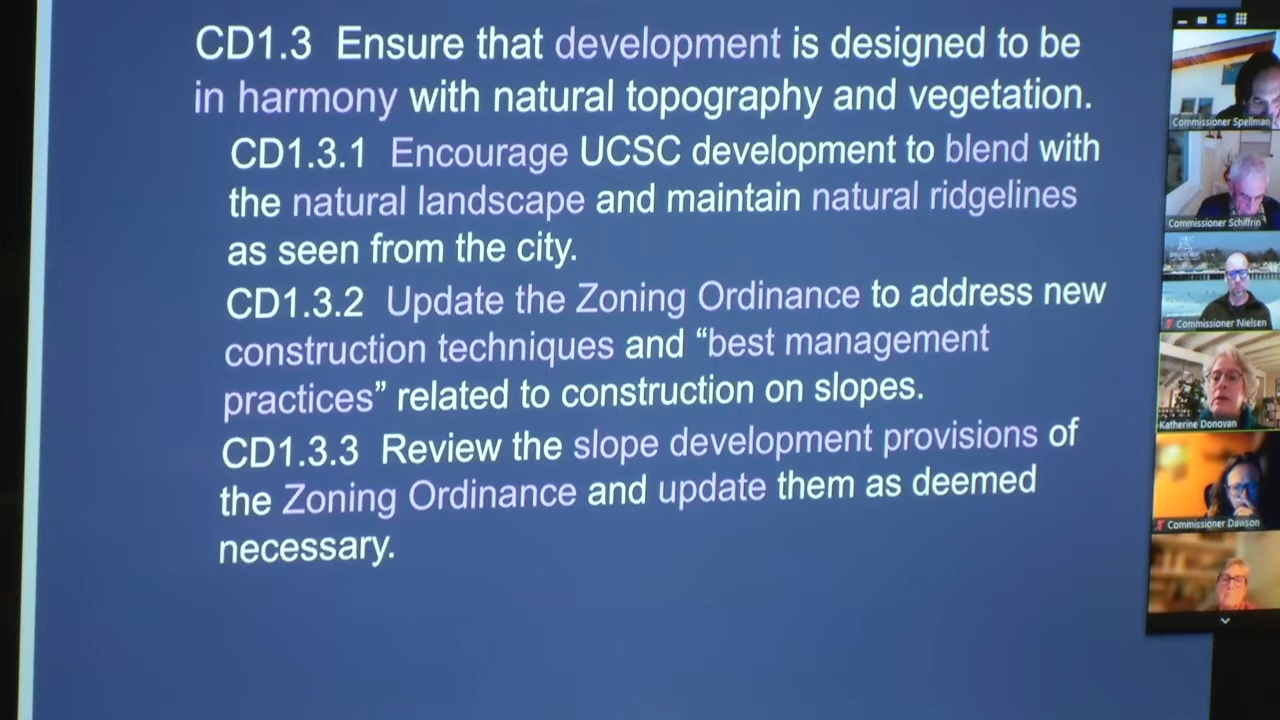 CD1.3 Ensure that development is designed to be
in harmony with natural topography and vegetation.
CD1.3.1 Encourage UCSC development to blend with
the natural landscape and maintain natural ridgelines
as seen from the city.
CD1.3.2 Update the Zoning Ordinance to address new
construction techniques and “best management
practices” related to construction on slopes.
CD1.3.3 Review the slope development provisions of
the Zoning Ordinance and update them as deemed
necessary.
Commissioner Spellman
Commissioner Schiffrin
Commissioner Nielsen
Katherine Donovan
Commissioner Dawson